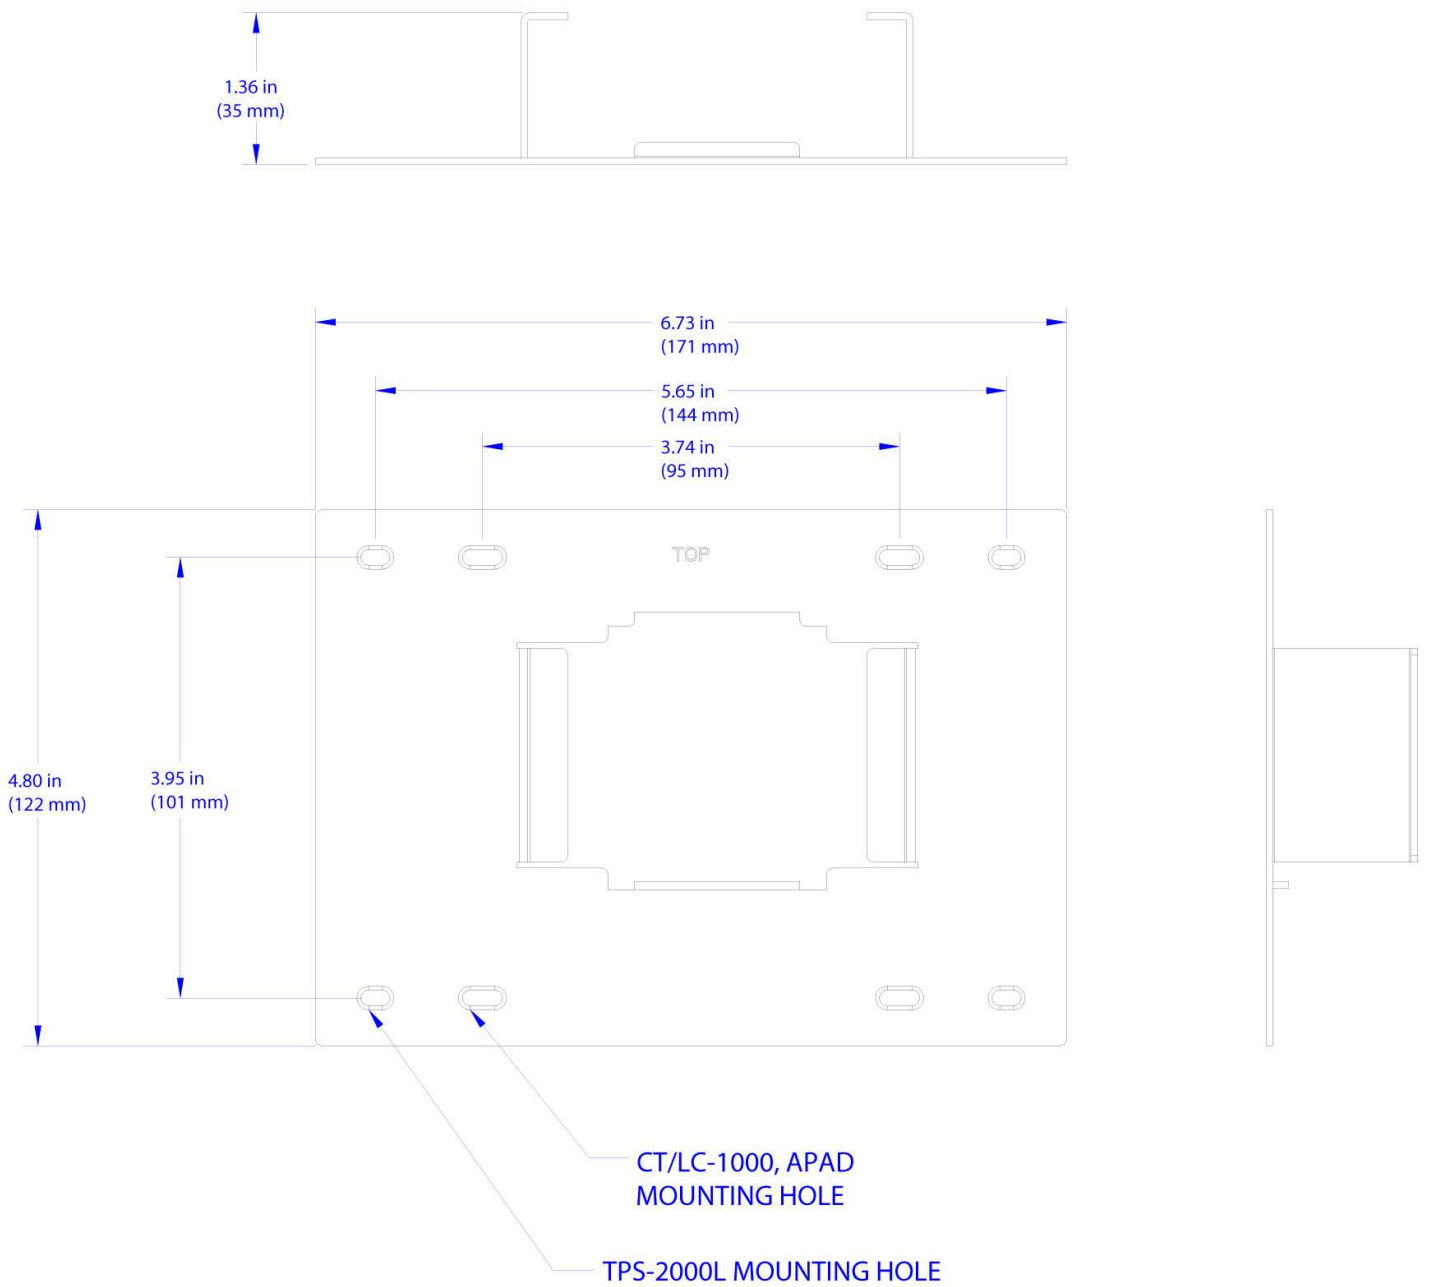 1.36 in
(35 mm)
6.73 in
(171 mm)
5.65 in
(144 mm)
3.74 in
(95 mm)
TOP
4.80 in
(122 mm)
3.95 in
(101 mm)
CT/LC-1000, APAD
MOUNTING HOLE
TPS-2000L MOUNTING HOLE